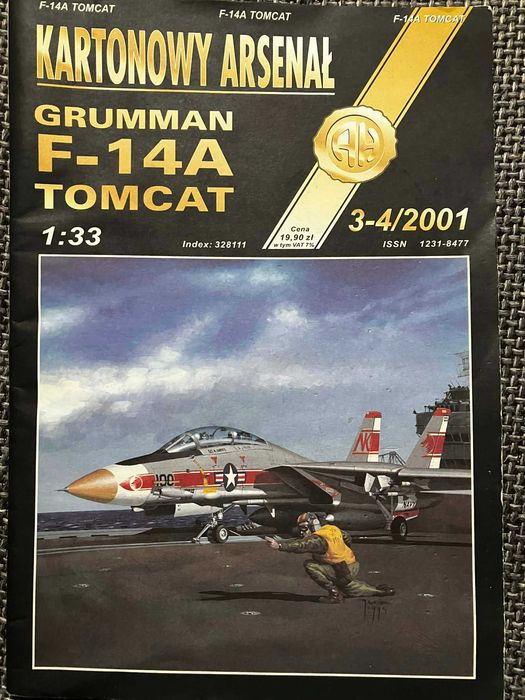 F-14A TOMCAT
F-14A TOMCAT
F-14A TOMCAT
KARTONOWY ARSENAŁ
GRUMMAN
F-14A
TOMCAT
1:33
Index: 328111
AH
Cena
19,90 zł
w tym VAT 7%
3-4/2001
ISSN 1231-8477
NK
100